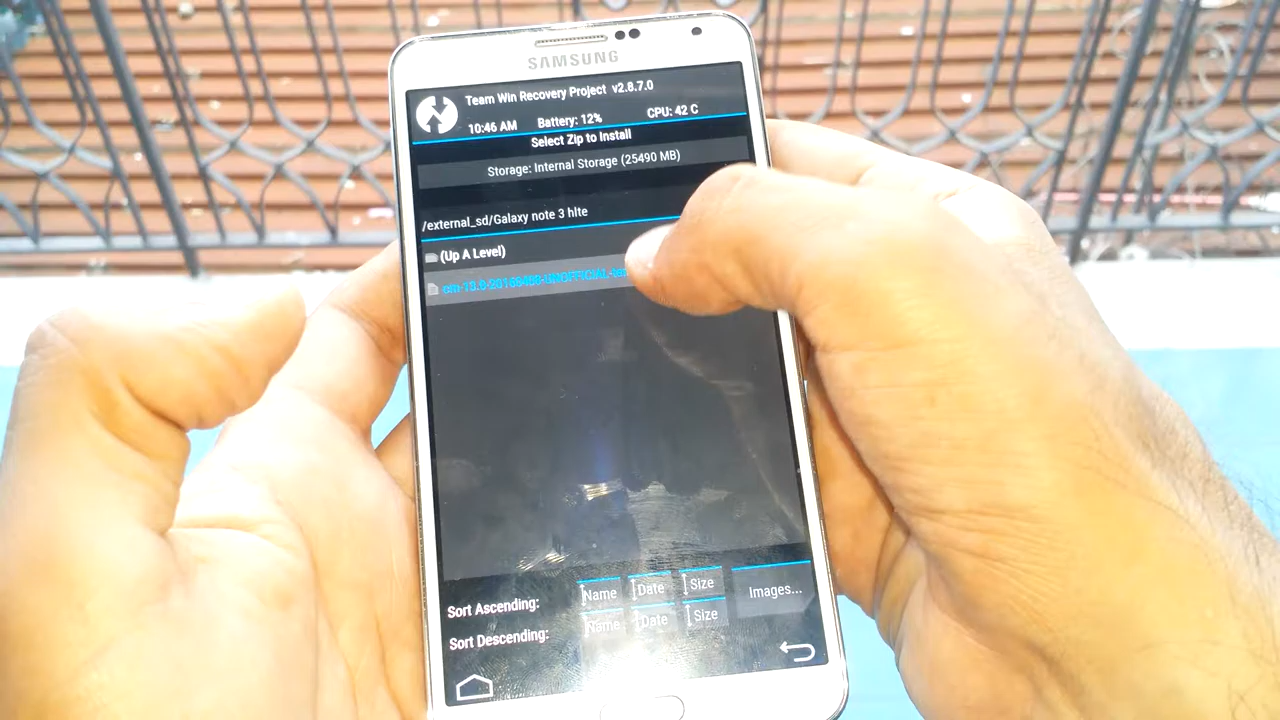 SAMSUNG
Team Win Recovery Project v2.8.7.0
10:46 AM Battery: 12% CPU: 42 C
Select Zip to Install
Storage: Internal Storage (25490 MB)
/external_sd/Galaxy note 3 hlte
(Up A Level)
UNOFFICIAL
Sort Ascending: Name Date Size
Images...
Sort Descending: Name Date Size